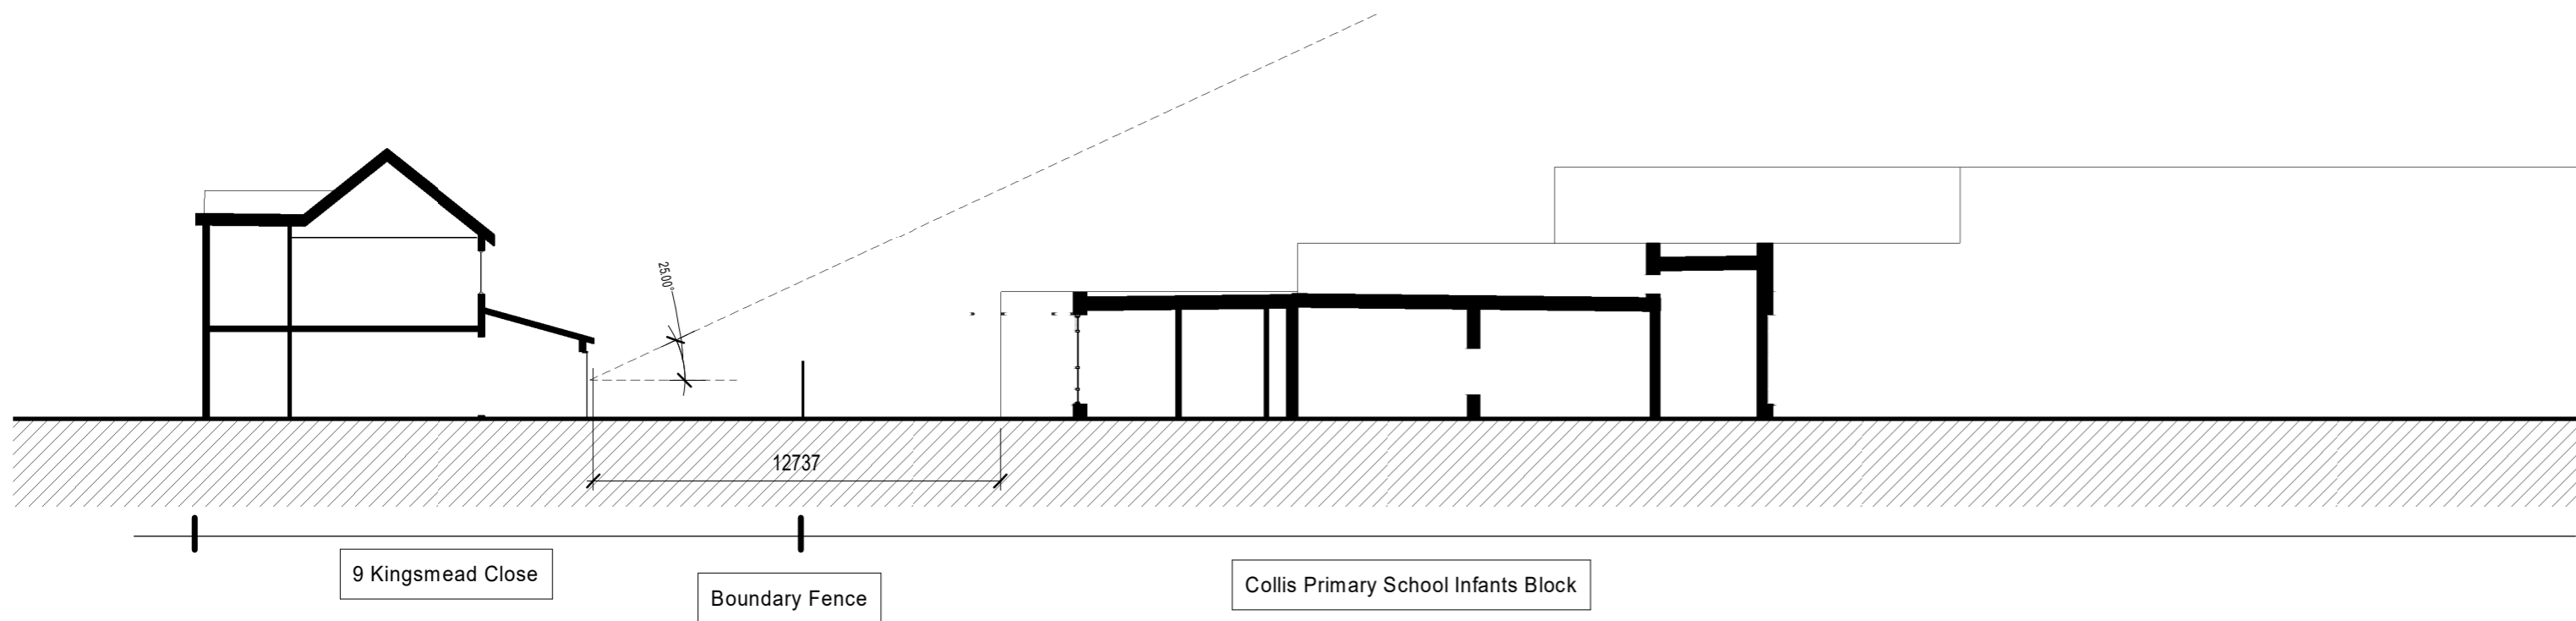 25.00°
12737
9 Kingsmead Close
Boundary Fence
Collis Primary School Infants Block